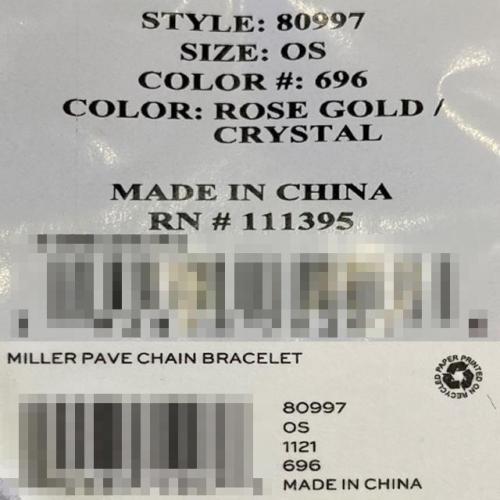 STYLE: 80997
SIZE: OS
COLOR #: 696
COLOR: ROSE GOLD /
CRYSTAL
MADE IN CHINA
RN # 111395
MILLER PAVE CHAIN BRACELET
RECYCLED PAPER PRINTED ON
80997
OS
1121
696
MADE IN CHINA